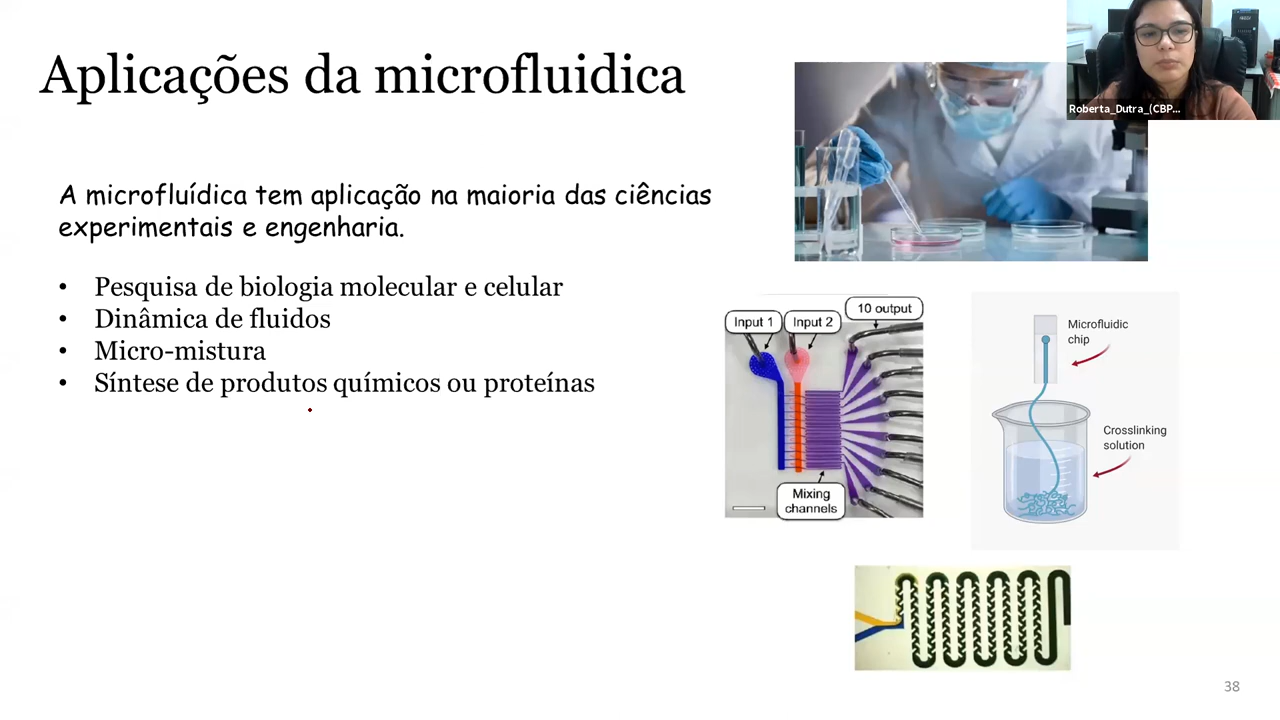 Aplicações da microfluidica
Roberta_Dutra_(CBP...
A microfluídica tem aplicação na maioria das ciências
experimentais e engenharia.
• Pesquisa de biologia molecular e celular
• Dinâmica de fluidos
• Micro-mistura
• Síntese de produtos químicos ou proteínas
10 output
Input 1
Input 2
Mixing
channels
Microfluidic
chip
Crosslinking
solution
38